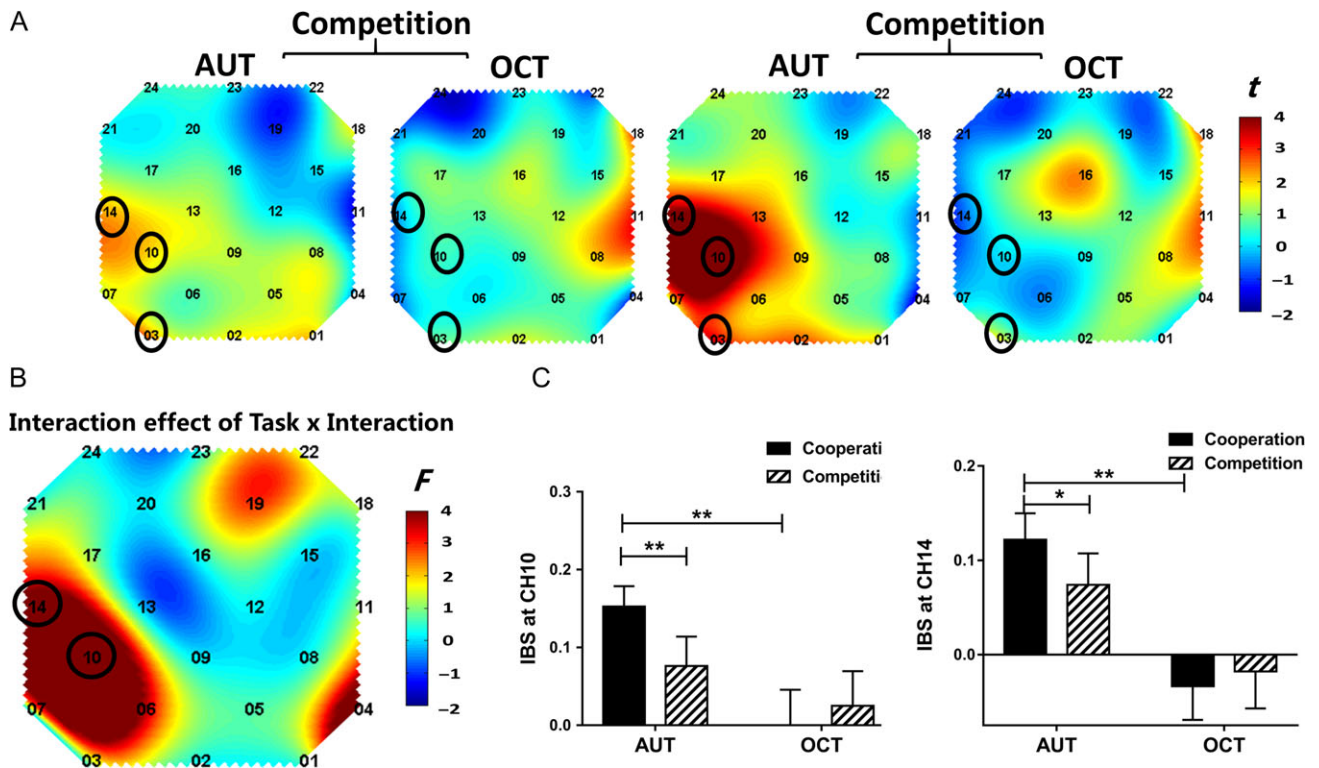 A
Competition Competition
AUT OCT AUT OCT
t
24 23 22 24 23 22 24 23 22 24 23 22
21 20 19 18 21 20 19 18 21 20 19 18 21 20 19 18
17 16 15 17 16 15 17 16 15 17 16 15
14 13 12 11 14 13 12 11 14 13 12 11 14 13 12 11
10 09 08 10 09 08 10 09 08 10 09 08
07 06 05 04 07 06 05 04 07 06 05 04 07 06 05 04
03 02 01 03 02 01 03 02 01 03 02 01
4
3
2
1
0
−1
−2
B
Interaction effect of Task x Interaction
24 23 22
21 20 19 18
17 16 15
14 13 12 11
10 09 08
07 06 05 04
03 02 01
F
4
3
2
1
0
−1
−2
C
Cooperati
Competiti
IBS at CH10
0.3
0.2
0.1
0.0
**
**
AUT OCT
Cooperation
Competition
IBS at CH14
0.2
0.1
0.0
**
*
AUT OCT